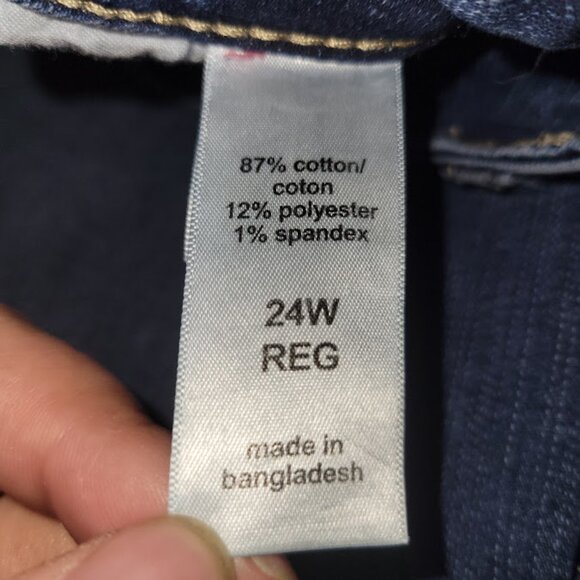 87% cotton/
coton
12% polyester
1% spandex
24W
REG
made in
bangladesh